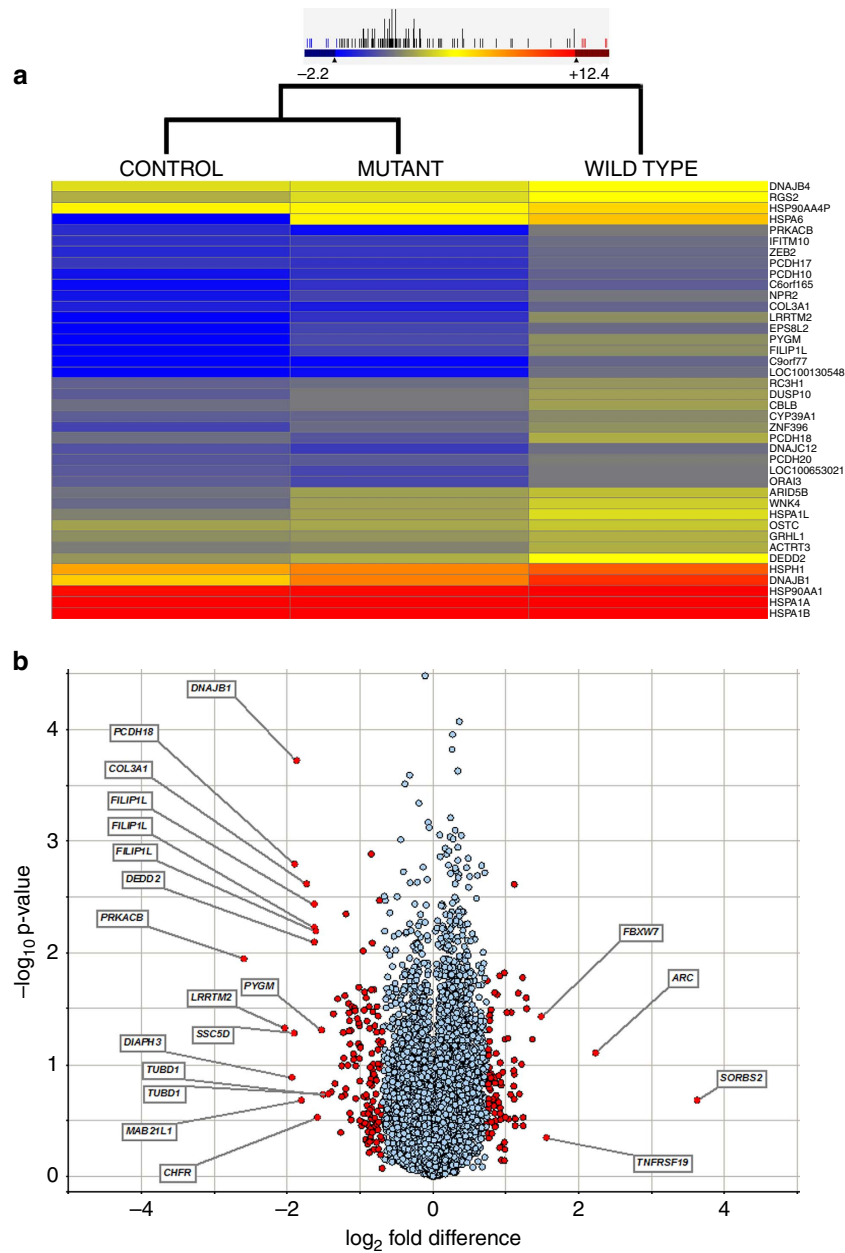 −2.2
+12.4
a
CONTROL
MUTANT
WILD TYPE
DNAJB4
RGS2
HSP90AA4P
HSPA6
PRKACB
IFITM10
ZEB2
PCDH17
PCDH10
C6orf165
NPR2
COL3A1
LRRTM2
EPS8L2
PYGM
FILIP1L
C9orf77
LOC100130548
RC3H1
DUSP10
CBLB
CYP39A1
ZNF396
PCDH18
DNAJC12
PCDH20
LOC100653021
ORAI3
ARID5B
WNK4
HSPA1L
OSTC
GRHL1
ACTRT3
DEDD2
HSPH1
DNAJB1
HSP90AA1
HSPA1A
HSPA1B
b
DNAJB1
PCDH18
COL3A1
FILIP1L
FILIP1L
FILIP1L
DEDD2
PRKACB
PYGM
LRRTM2
SSC5D
DIAPH3
TUBD1
TUBD1
MAB21L1
CHFR
FBXW7
ARC
SORBS2
TNFRSF19
4
3
2
1
0
−log10 p-value
−4
−2
0
2
4
log2 fold difference